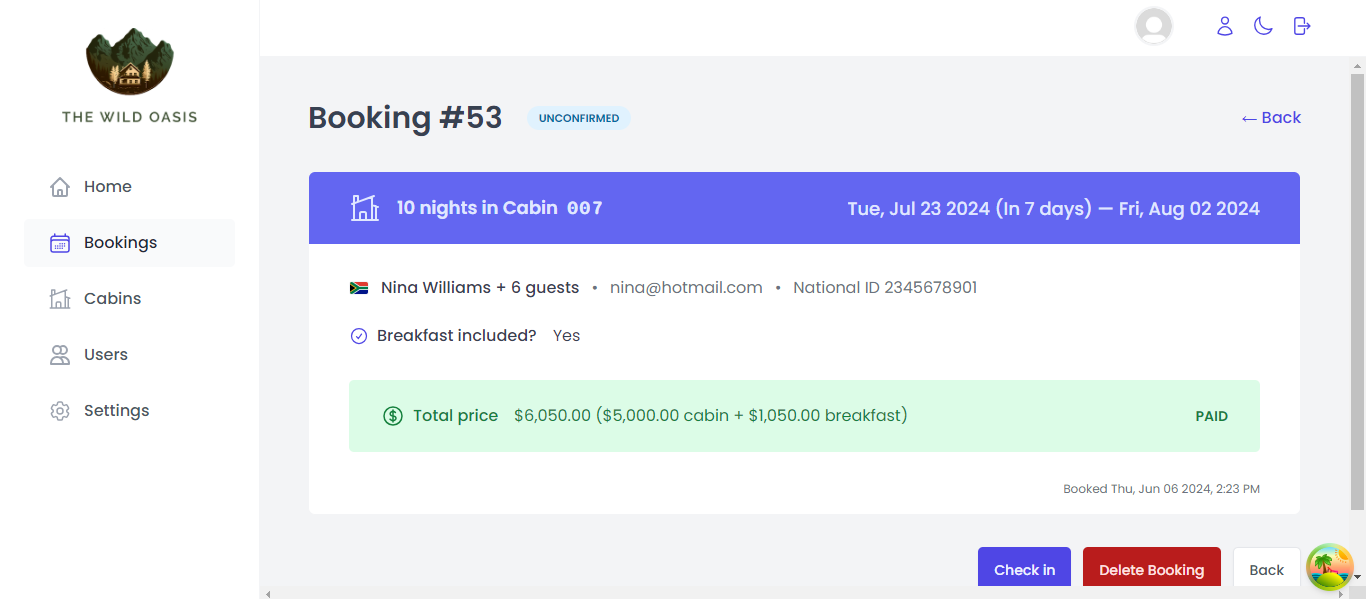 THE WILD OASIS
Home
Bookings
Cabins
Users
Settings
Booking #53 UNCONFIRMED ← Back
10 nights in Cabin 007 Tue, Jul 23 2024 (In 7 days) — Fri, Aug 02 2024
Nina Williams + 6 guests • nina@hotmail.com • National ID 2345678901
Breakfast included? Yes
Total price $6,050.00 ($5,000.00 cabin + $1,050.00 breakfast) PAID
Booked Thu, Jun 06 2024, 2:23 PM
Check in Delete Booking Back